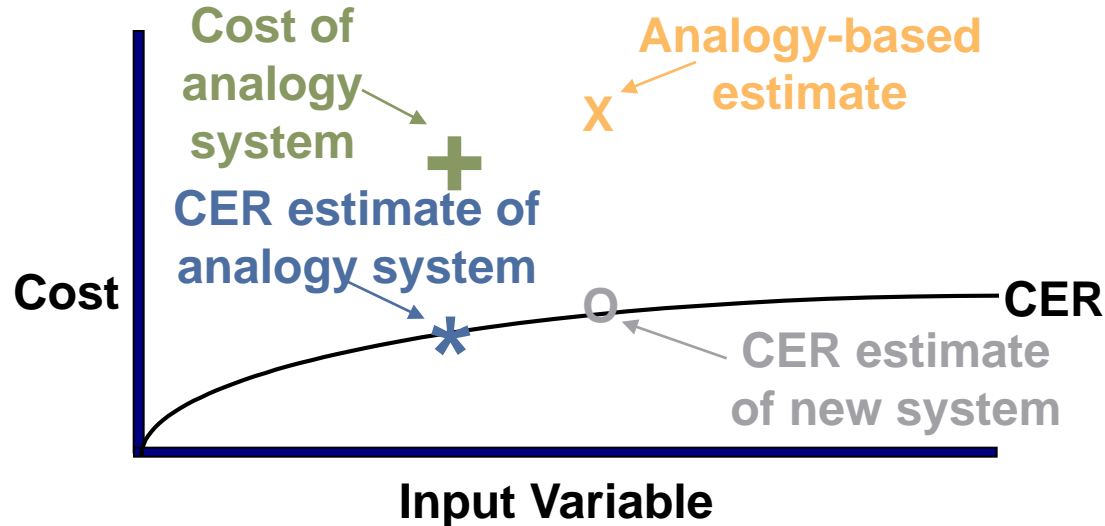 Cost of
analogy
system
Analogy-based
estimate
X
+
CER estimate of
analogy system
Cost
*
O
CER
CER estimate
of new system
Input Variable